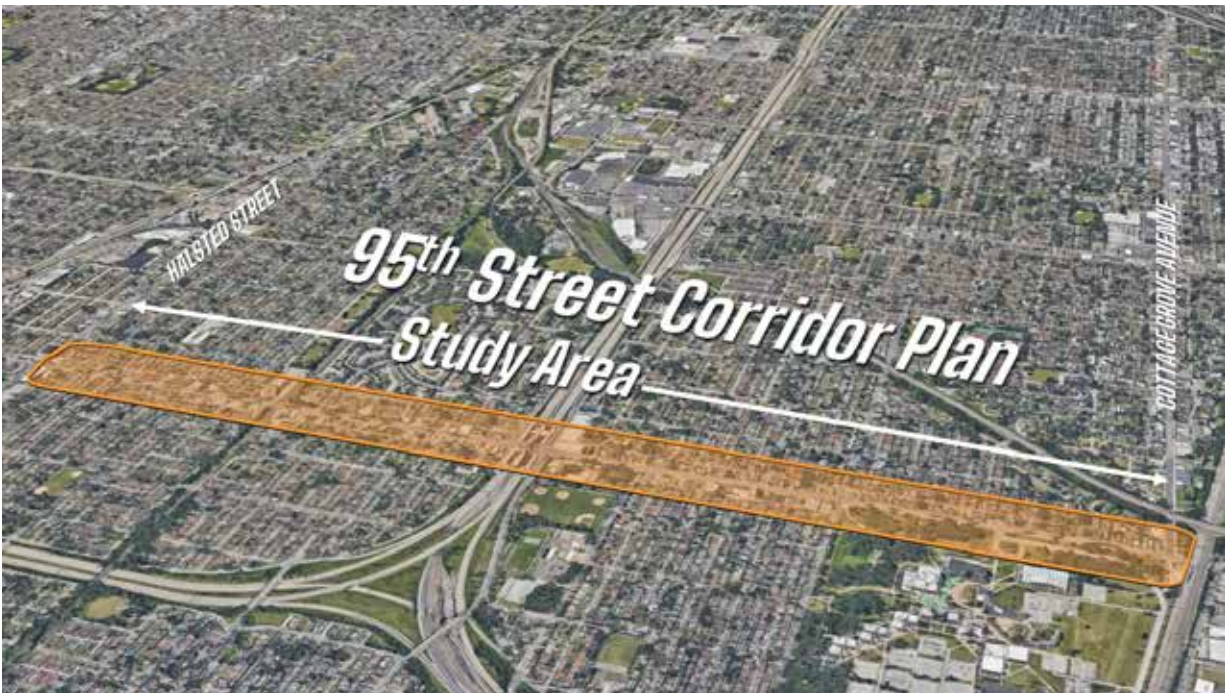 HALSTED STREET
95th Street Corridor Plan
Study Area
COTTAGE GROVE AVENUE